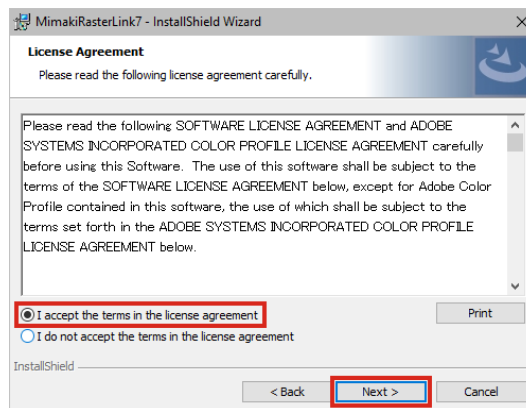 MimakiRasterLink7 - InstallShield Wizard
License Agreement
Please read the following license agreement carefully.
Please read the following SOFTWARE LICENSE AGREEMENT and ADOBE
SYSTEMS INCORPORATED COLOR PROFILE LICENSE AGREEMENT carefully
before using this Software. The use of this software shall be subject to the
terms of the SOFTWARE LICENSE AGREEMENT below, except for Adobe Color
Profile contained in this software, the use of which shall be subject to the
terms set forth in the ADOBE SYSTEMS INCORPORATED COLOR PROFILE
LICENSE AGREEMENT below.
I accept the terms in the license agreement
Print
I do not accept the terms in the license agreement
InstallShield
< Back Next > Cancel